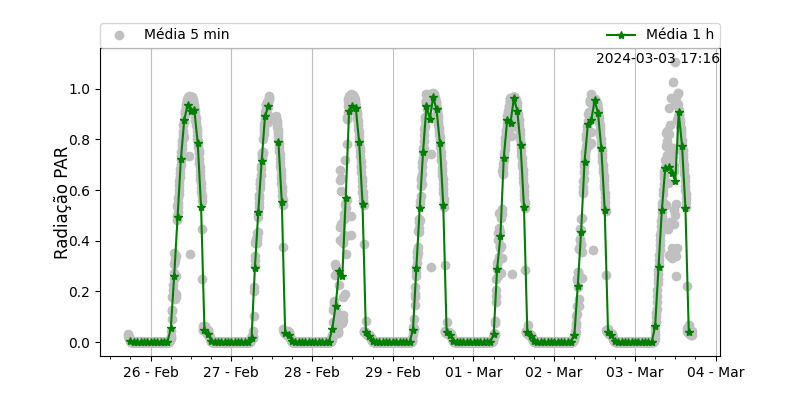 Média 5 min
Média 1 h
2024-03-03 17:16
Radiação PAR
1.0
0.8
0.6
0.4
0.2
0.0
26 - Feb
27 - Feb
28 - Feb
29 - Feb
01 - Mar
02 - Mar
03 - Mar
04 - Mar